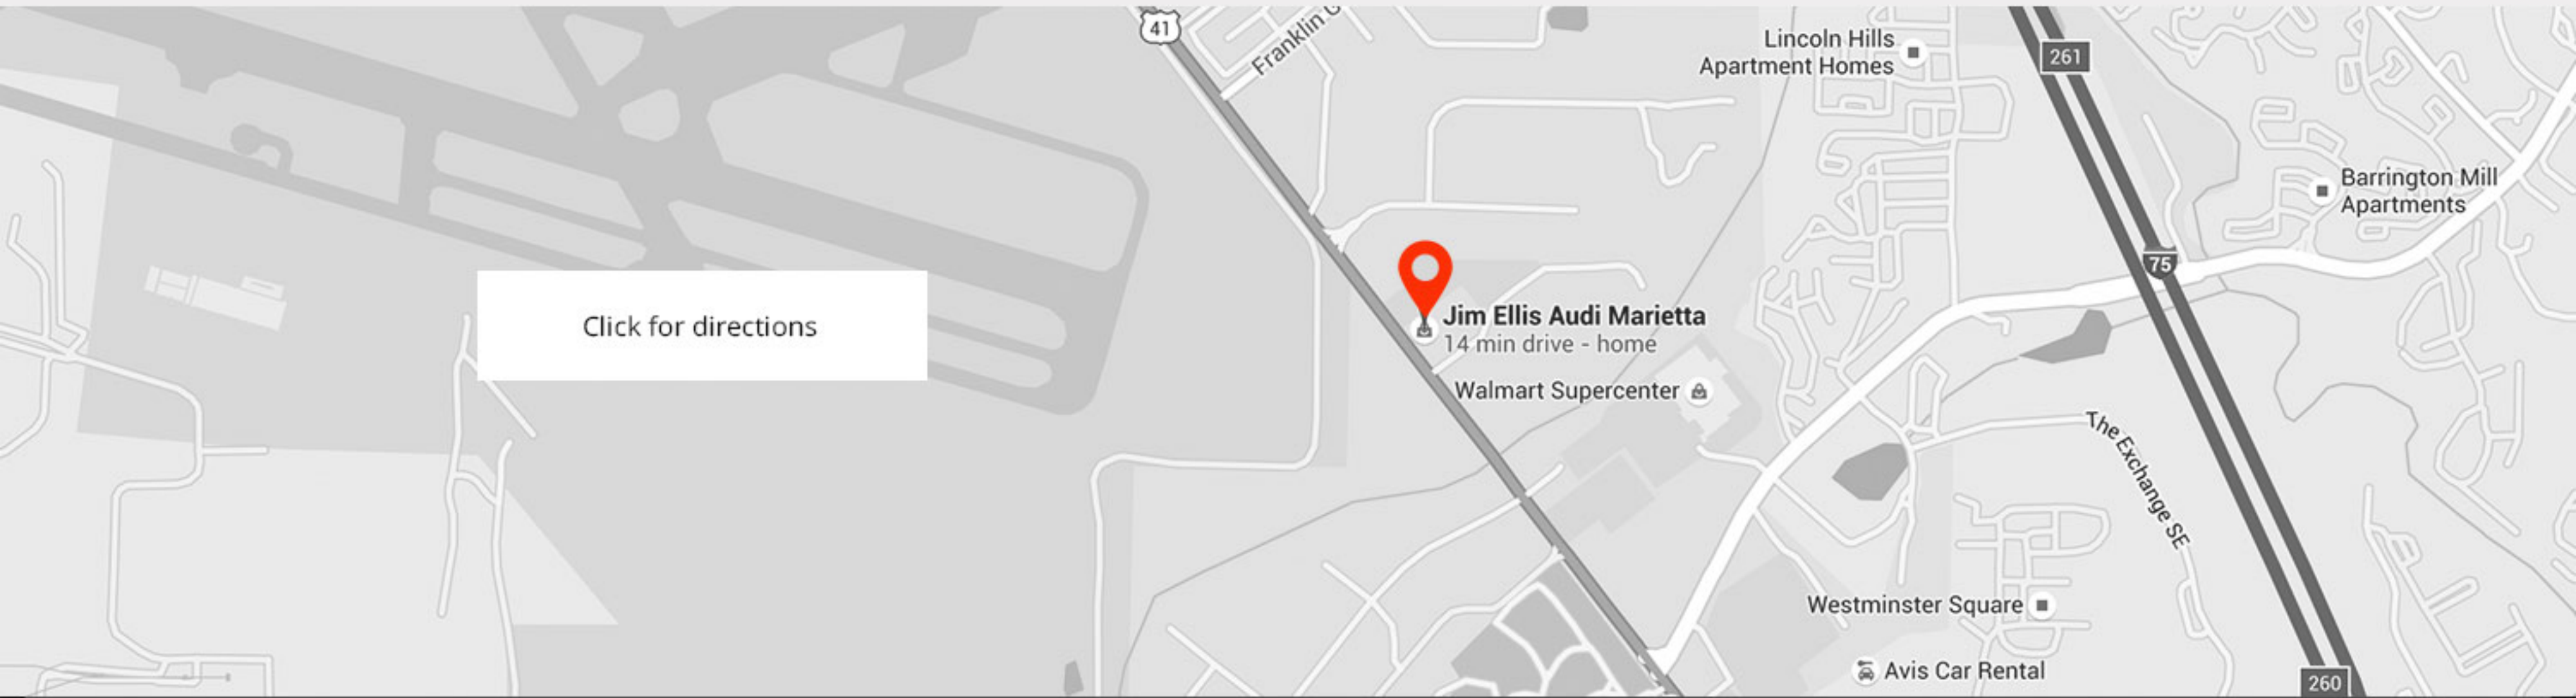 41
Franklin G
Lincoln Hills
Apartment Homes
261
Barrington Mill
Apartments
75
Click for directions
Jim Ellis Audi Marietta
14 min drive - home
Walmart Supercenter
The Exchange SE
Westminster Square
Avis Car Rental
260